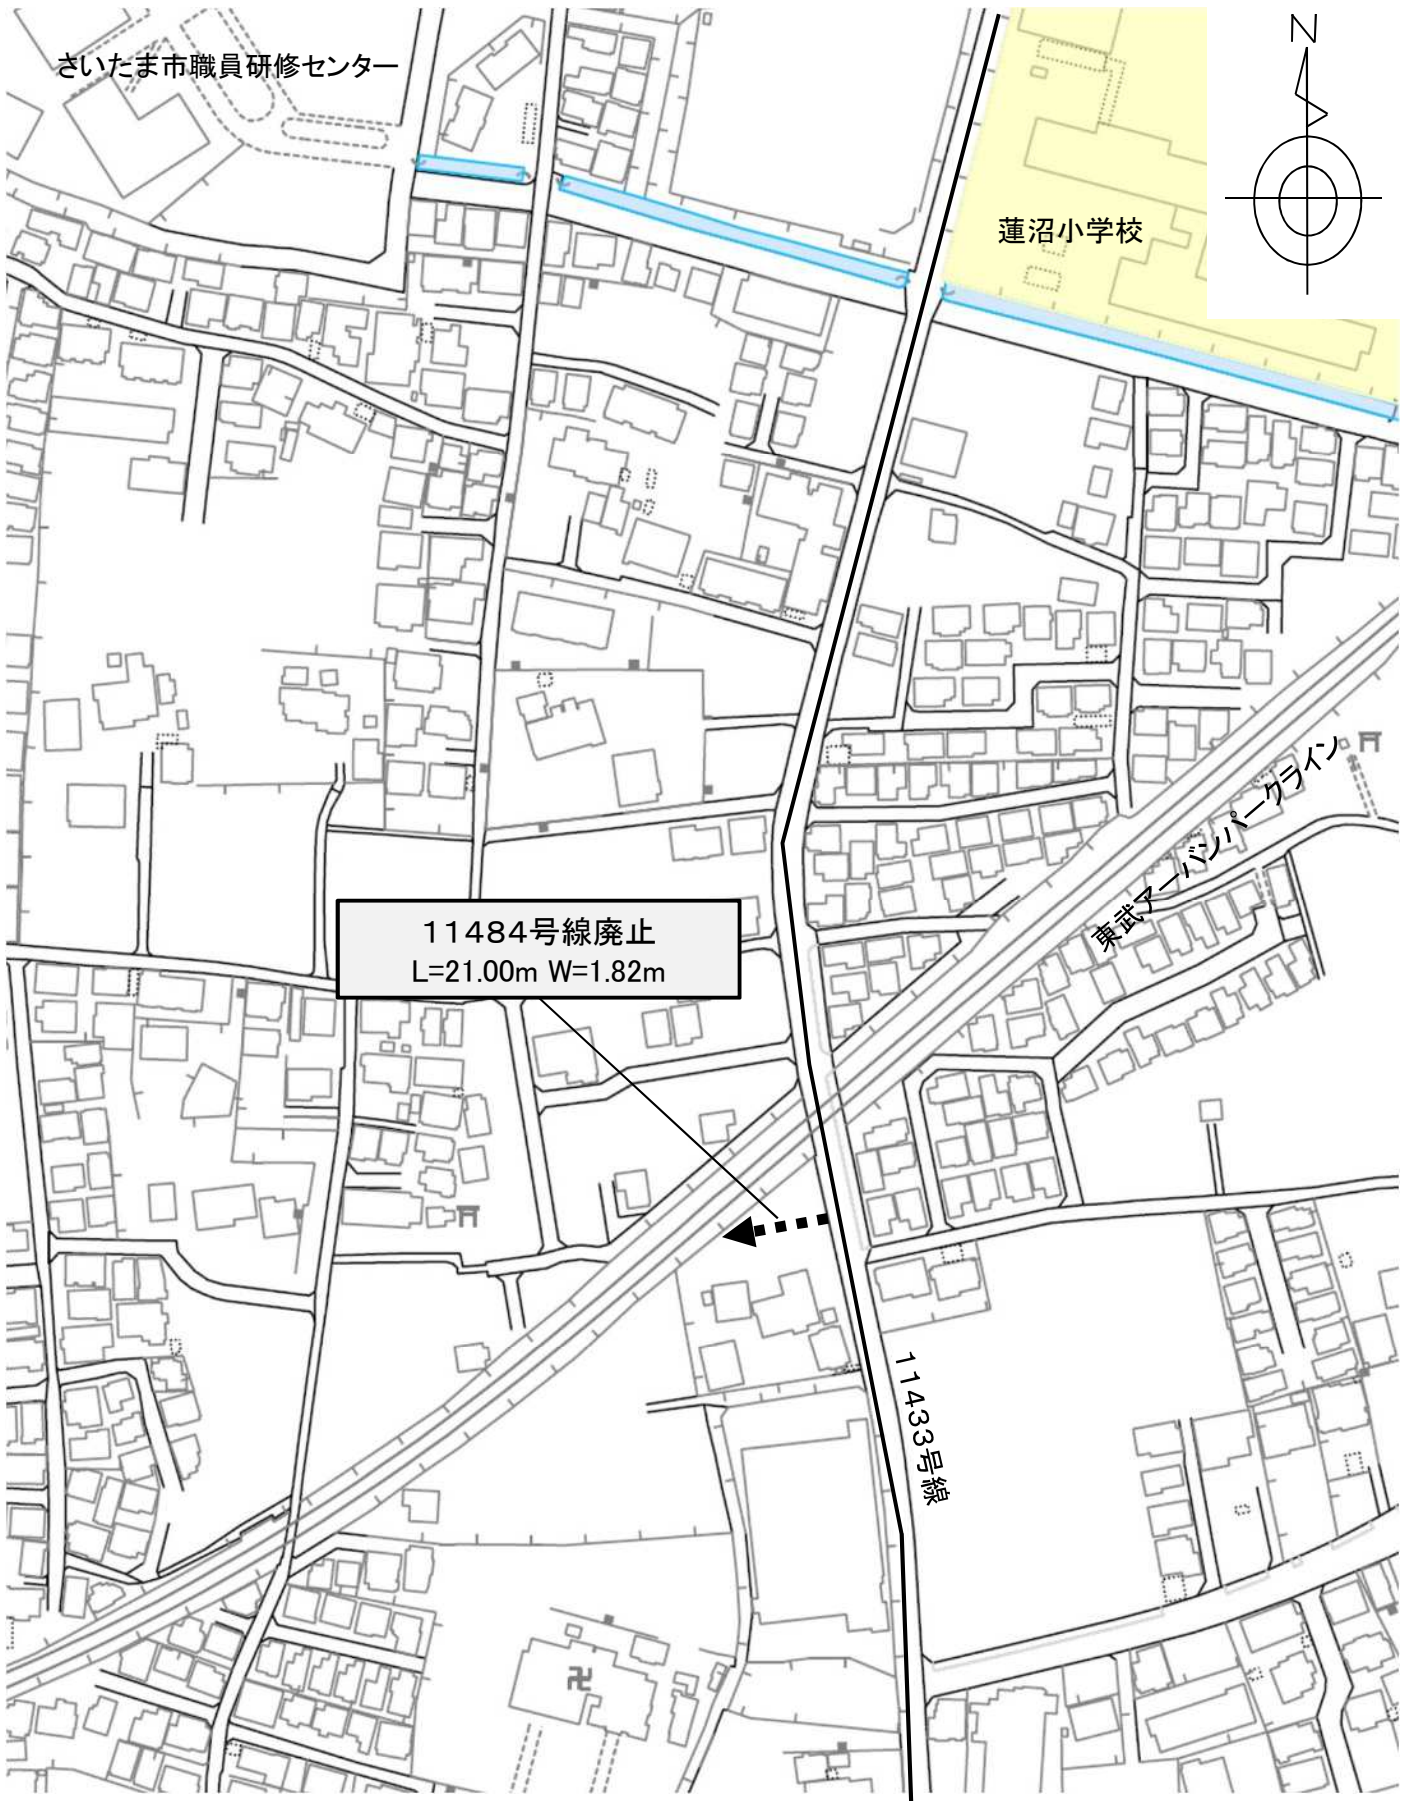 さいたま市職員研修センター
N
蓮沼小学校
東武アーバンパークライン
11484号線廃止
L=21.00m W=1.82m
11433号線